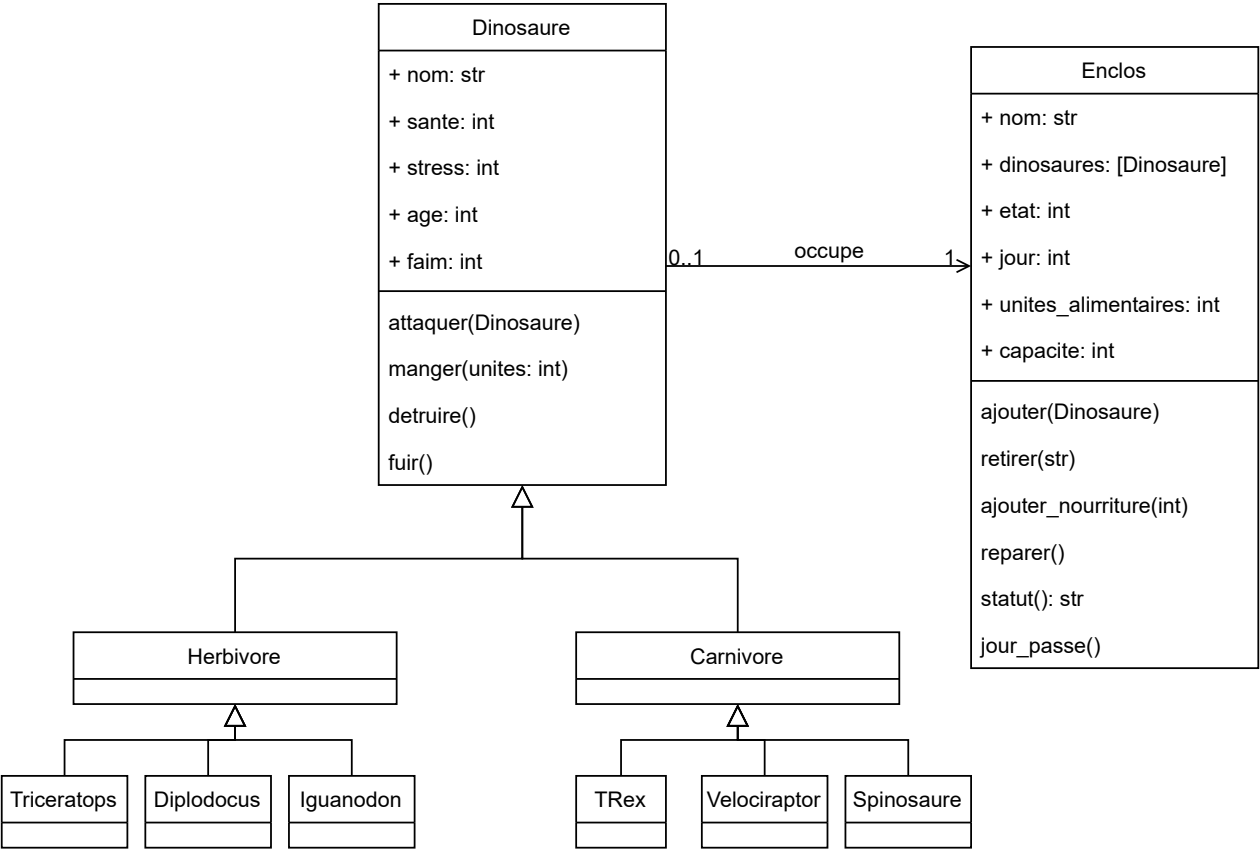 Dinosaure
+ nom: str
+ sante: int
+ stress: int
+ age: int
+ faim: int
attaquer(Dinosaure)
manger(unites: int)
detruire()
fuir()
0..1
occupe
1
Enclos
+ nom: str
+ dinosaures: [Dinosaure]
+ etat: int
+ jour: int
+ unites_alimentaires: int
+ capacite: int
ajouter(Dinosaure)
retirer(str)
ajouter_nourriture(int)
reparer()
statut(): str
jour_passe()
Herbivore
Carnivore
Triceratops
Diplodocus
Iguanodon
TRex
Velociraptor
Spinosaure